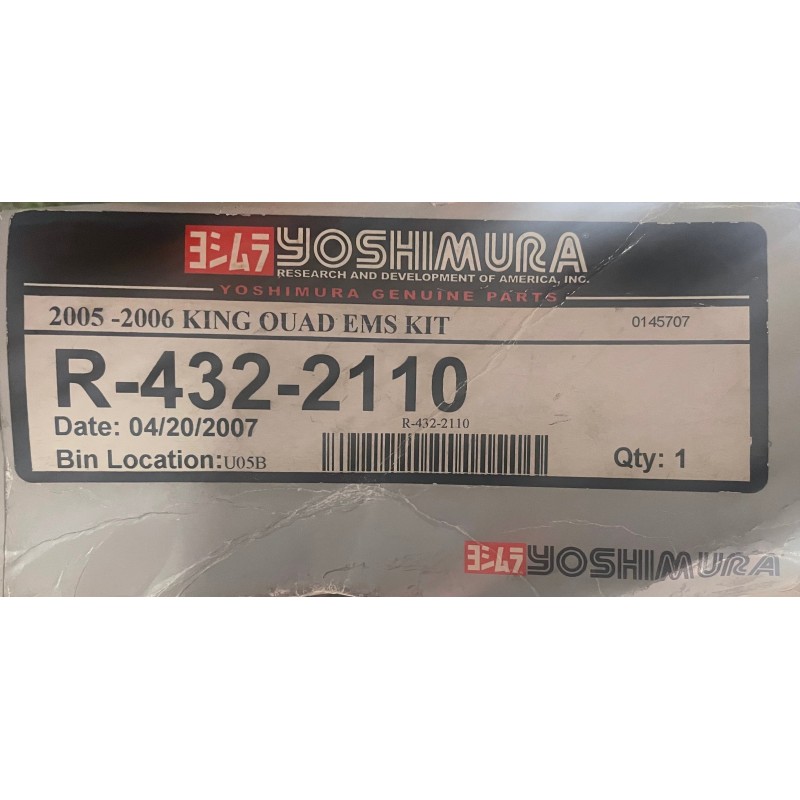 ヨシムラ YOSHIMURA
RESEARCH AND DEVELOPMENT OF AMERICA, INC.
YOSHIMURA GENUINE PARTS
2005 -2006 KING QUAD EMS KIT 0145707
R-432-2110
Date: 04/20/2007 R-432-2110
Bin Location:U05B Qty: 1
ヨシムラ YOSHIMURA